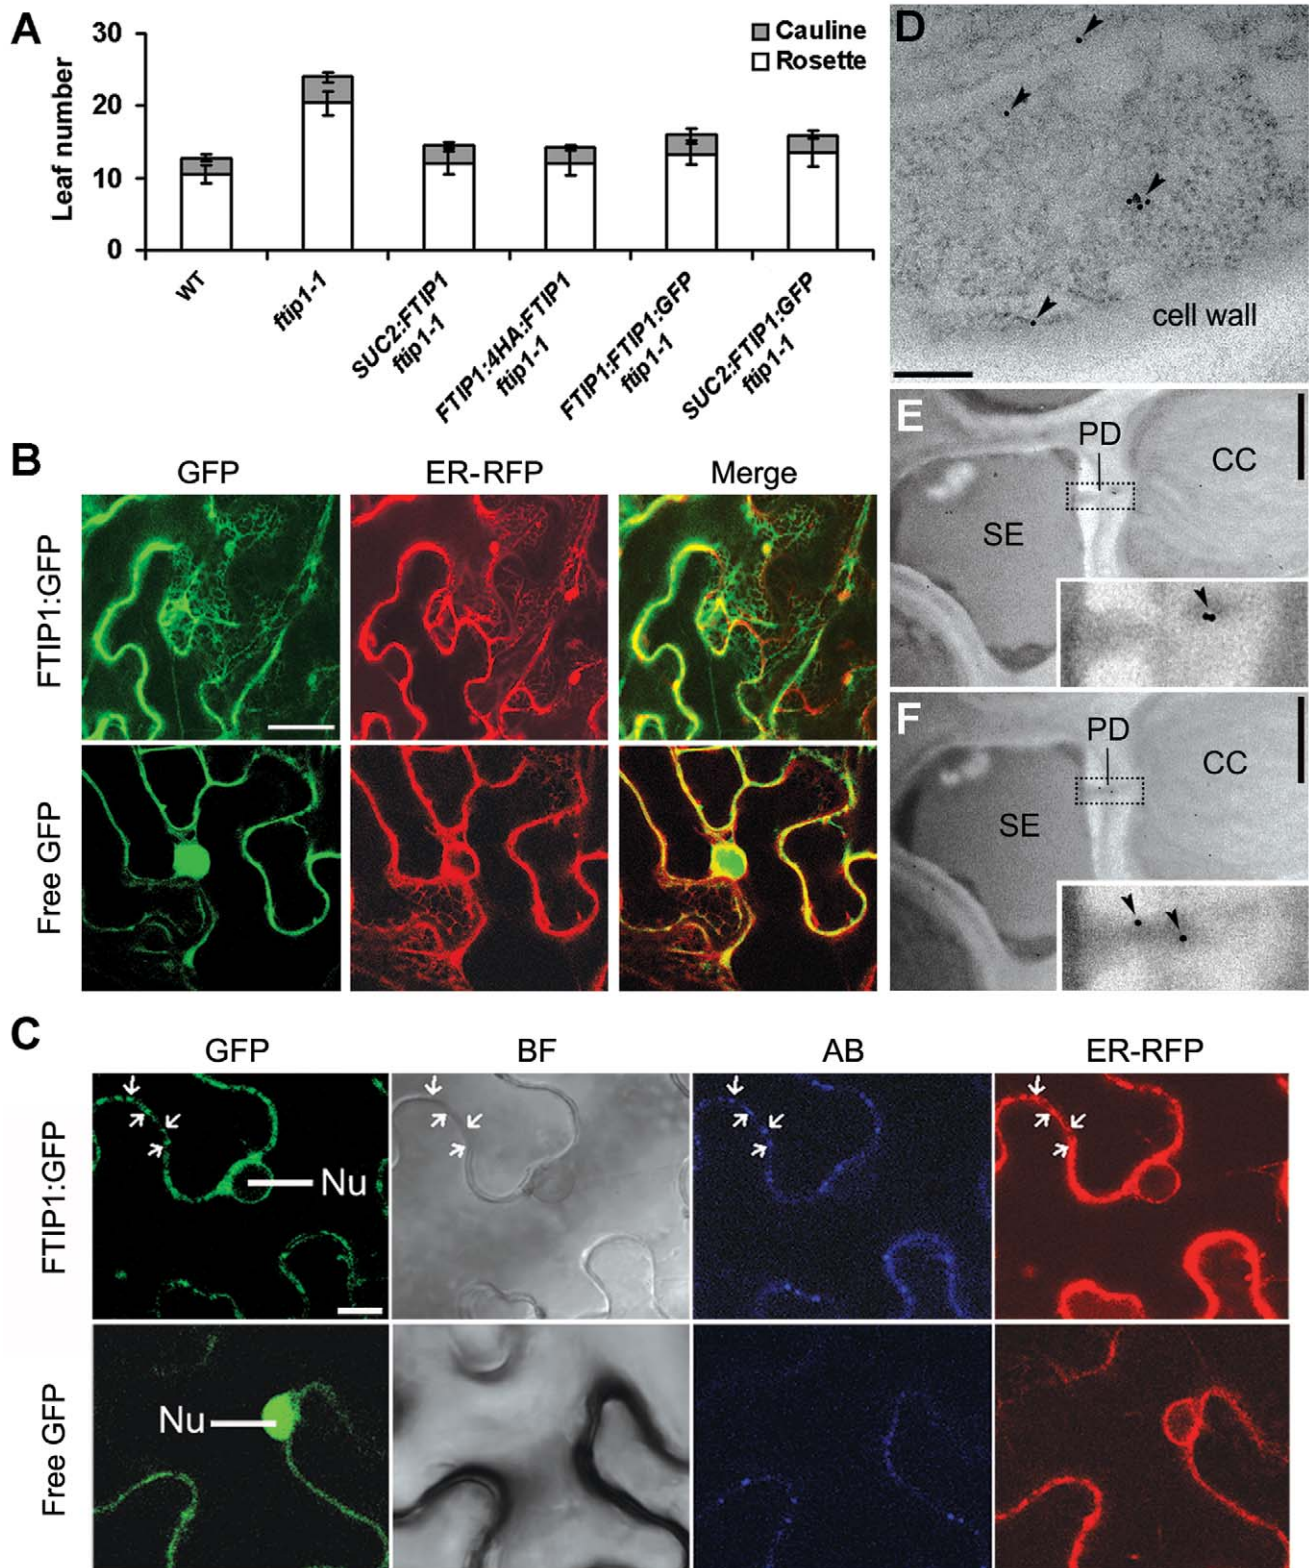 A
30
20
10
0
Leaf number
Cauline
Rosette
WT
ftip1-1
SUC2:FTIP1
ftip1-1
FTIP1:4HA:FTIP1
ftip1-1
FTIP1:FTIP1:GFP
ftip1-1
SUC2:FTIP1:GFP
ftip1-1
B
GFP
ER-RFP
Merge
FTIP1:GFP
Free GFP
D
cell wall
E
PD
CC
SE
F
PD
CC
SE
C
GFP
BF
AB
ER-RFP
FTIP1:GFP
Nu
Free GFP
Nu